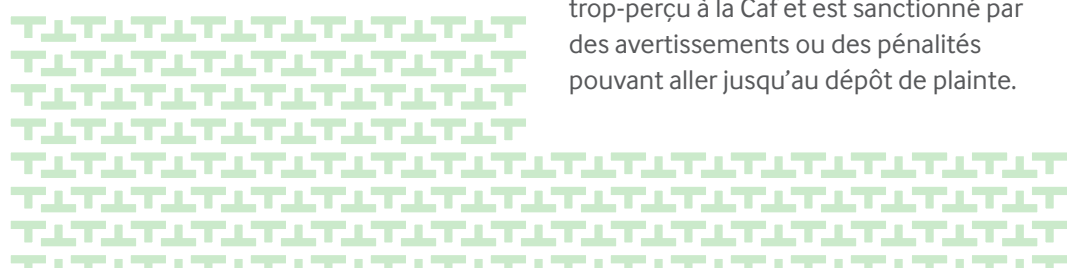 trop-perçu à la Caf et est sanctionné par
des avertissements ou des pénalités
pouvant aller jusqu’au dépôt de plainte.